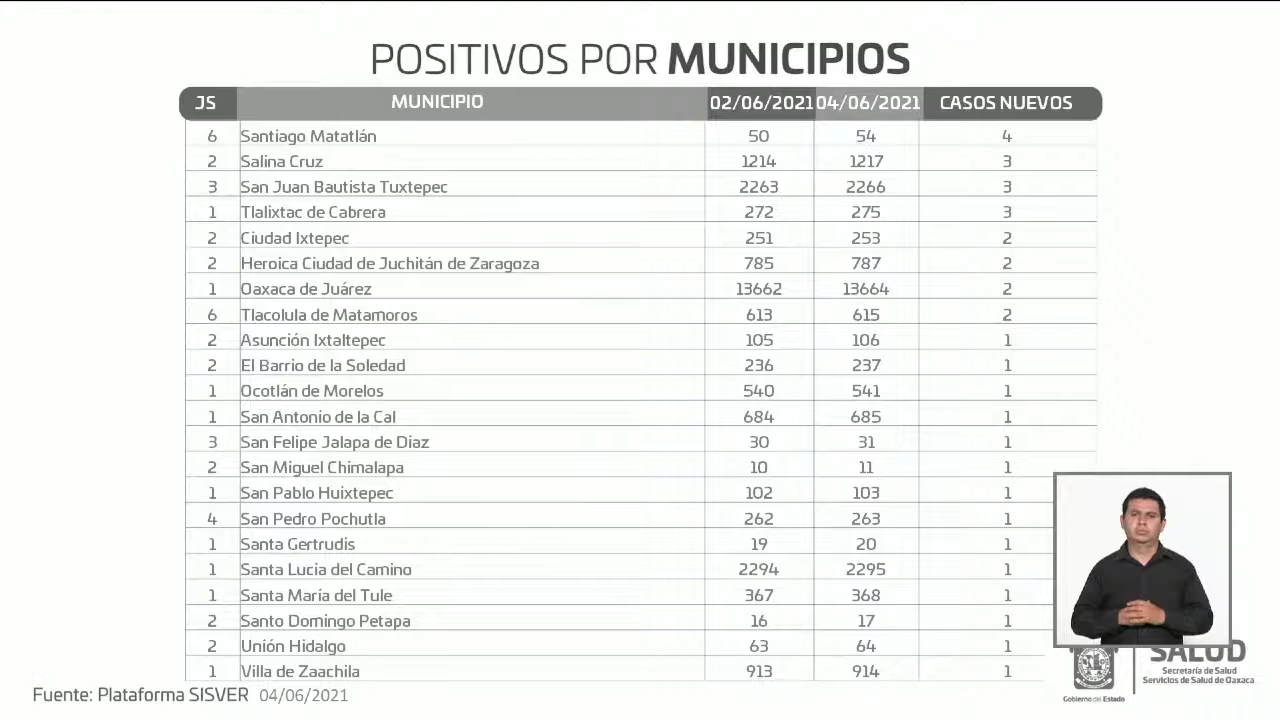 POSITIVOS POR MUNICIPIOS
JS MUNICIPIO 02/06/2021 04/06/2021 CASOS NUEVOS
6 Santiago Matatlán 50 54 4
2 Salina Cruz 1214 1217 3
3 San Juan Bautista Tuxtepec 2263 2266 3
1 Tlalixtac de Cabrera 272 275 3
2 Ciudad Ixtepec 251 253 2
2 Heroica Ciudad de Juchitán de Zaragoza 785 787 2
1 Oaxaca de Juárez 13662 13664 2
6 Tlacolula de Matamoros 613 615 2
2 Asunción Ixtaltepec 105 106 1
2 El Barrio de la Soledad 236 237 1
1 Ocotlán de Morelos 540 541 1
1 San Antonio de la Cal 684 685 1
3 San Felipe Jalapa de Díaz 30 31 1
2 San Miguel Chimalapa 10 11 1
1 San Pablo Huixtepec 102 103 1
4 San Pedro Pochutla 262 263 1
1 Santa Gertrudis 19 20 1
1 Santa Lucia del Camino 2294 2295 1
1 Santa María del Tule 367 368 1
2 Santo Domingo Petapa 16 17 1
2 Unión Hidalgo 63 64 1
1 Villa de Zaachila 913 914 1
Fuente: Plataforma SISVER 04/06/2021
Gobierno del Estado
SALUD
Secretaría de Salud
Servicios de Salud de Oaxaca